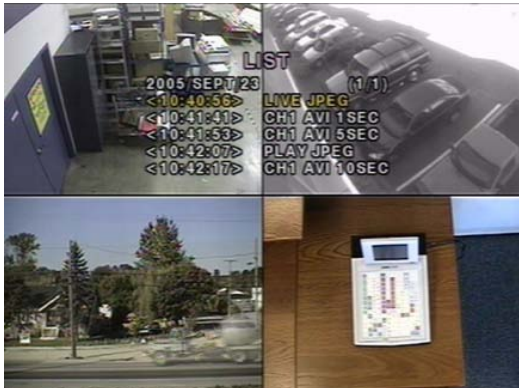 LIST
2005/SEPT/23 (1/1)
<10:40:56> LIVE JPEG
<10:41:41> CH1 AVI 1SEC
<10:41:53> CH1 AVI 5SEC
<10:42:07> PLAY JPEG
<10:42:17> CH1 AVI 10SEC